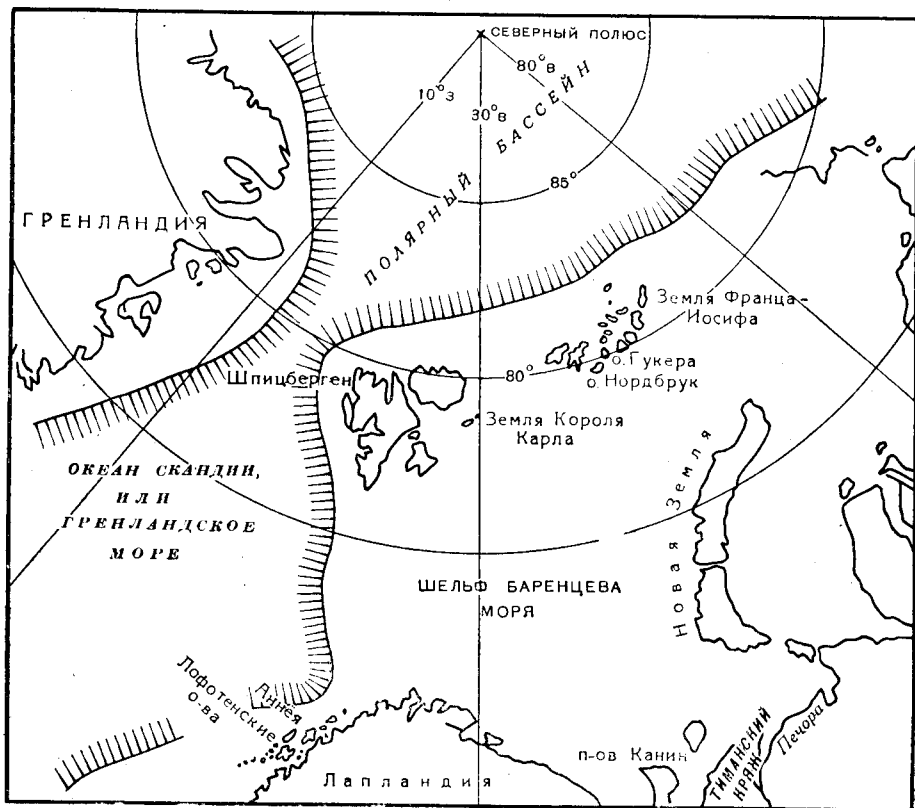 СЕВЕРНЫЙ ПОЛЮС
80°в
10°з
30°в
ПОЛЯРНЫЙ БАССЕЙН
85°
ГРЕНЛАНДИЯ
Земля Франца-
Иосифа
о. Гукера
о. Нордбрук
80°
Шпицберген
Земля Короля
Карла
ОКЕАН СКАНДИИ,
ИЛИ
ГРЕНЛАНДСКОЕ
МОРЕ
Новая Земля
ШЕЛЬФ БАРЕНЦЕВА
МОРЯ
Лофотенские
о-ва
Аннёя
п-ов Канин
ТИМАНСКИЙ
КРЯЖ
Печора
Лапландия